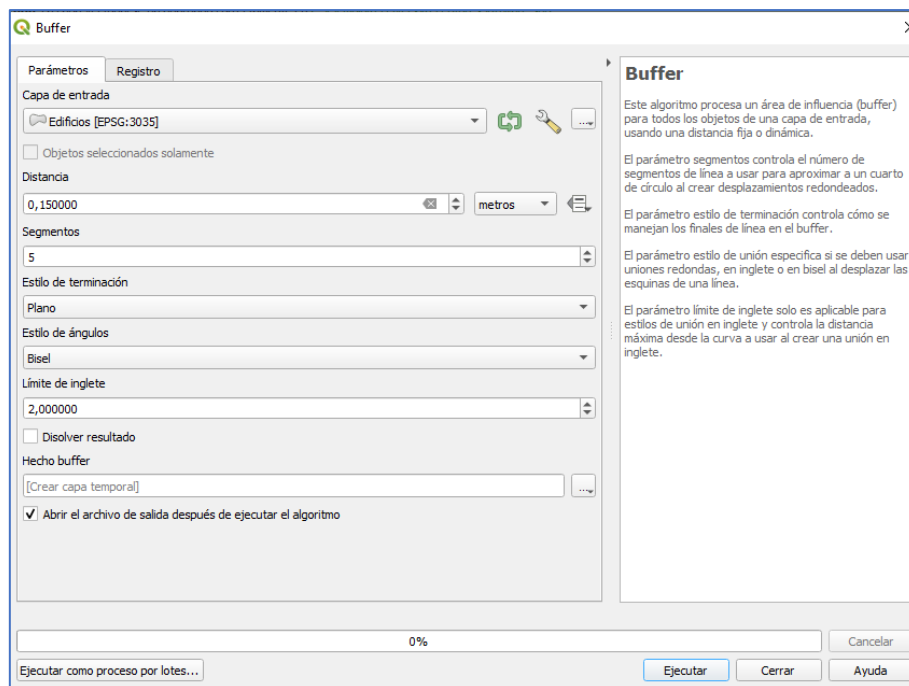 Buffer
Parámetros
Registro
Capa de entrada
Edificios [EPSG:3035]
...
Objetos seleccionados solamente
Distancia
0,150000
metros
Segmentos
5
Estilo de terminación
Plano
Estilo de ángulos
Bisel
Límite de inglete
2,000000
Disolver resultado
Hecho buffer
[Crear capa temporal]
...
Abrir el archivo de salida después de ejecutar el algoritmo
Buffer
Este algoritmo procesa un área de influencia (buffer)
para todos los objetos de una capa de entrada,
usando una distancia fija o dinámica.
El parámetro segmentos controla el número de
segmentos de línea a usar para aproximar a un cuarto
de círculo al crear desplazamientos redondeados.
El parámetro estilo de terminación controla cómo se
manejan los finales de línea en el buffer.
El parámetro estilo de unión especifica si se deben usar
uniones redondas, en inglete o en bisel al desplazar las
esquinas de una línea.
El parámetro límite de inglete solo es aplicable para
estilos de unión en inglete y controla la distancia
máxima desde la curva a usar al crear una unión en
inglete.
0%
Cancelar
Ejecutar como proceso por lotes...
Ejecutar
Cerrar
Ayuda